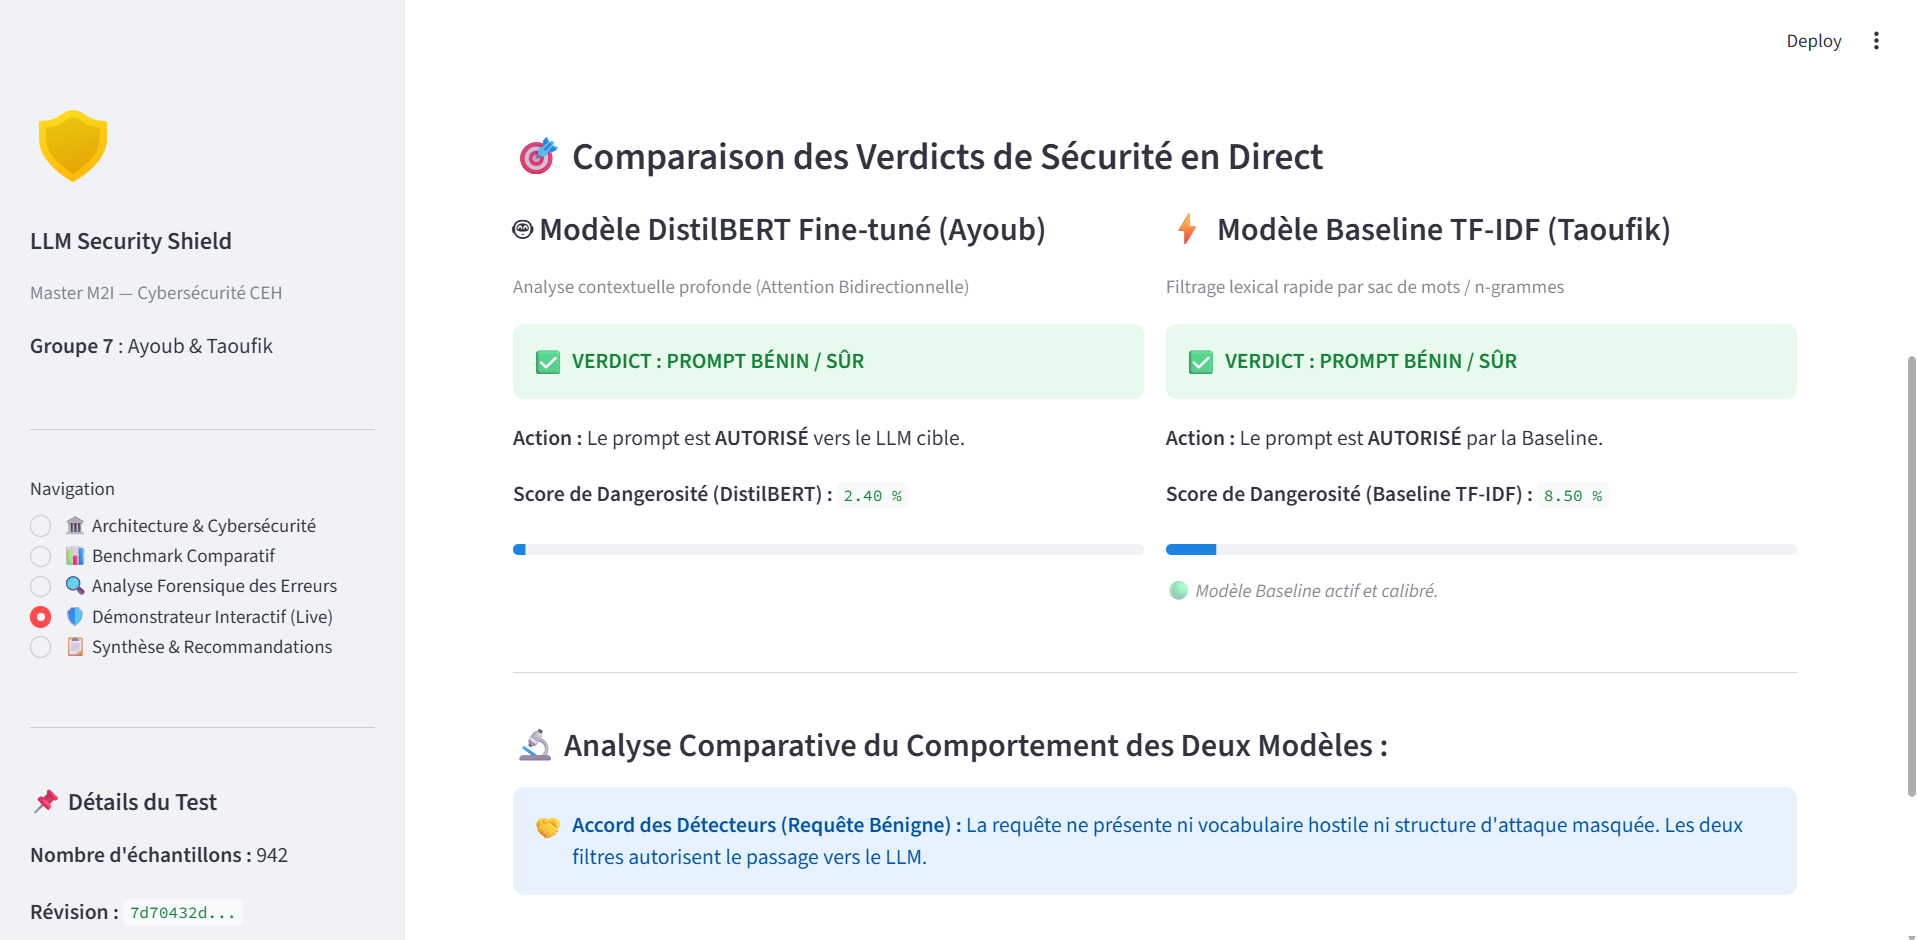 Deploy
LLM Security Shield
Master M2I — Cybersécurité CEH
Groupe 7 : Ayoub & Taoufik
Navigation
Architecture & Cybersécurité
Benchmark Comparatif
Analyse Forensique des Erreurs
Démonstrateur Interactif (Live)
Synthèse & Recommandations
Détails du Test
Nombre d'échantillons : 942
Révision : 7d70432d...
Comparaison des Verdicts de Sécurité en Direct
Modèle DistilBERT Fine-tuné (Ayoub)
Analyse contextuelle profonde (Attention Bidirectionnelle)
VERDICT : PROMPT BÉNIN / SÛR
Action : Le prompt est AUTORISÉ vers le LLM cible.
Score de Dangerosité (DistilBERT) : 2.40 %
Modèle Baseline TF-IDF (Taoufik)
Filtrage lexical rapide par sac de mots / n-grammes
VERDICT : PROMPT BÉNIN / SÛR
Action : Le prompt est AUTORISÉ par la Baseline.
Score de Dangerosité (Baseline TF-IDF) : 8.50 %
Modèle Baseline actif et calibré.
Analyse Comparative du Comportement des Deux Modèles :
Accord des Détecteurs (Requête Bénigne) : La requête ne présente ni vocabulaire hostile ni structure d'attaque masquée. Les deux
filtres autorisent le passage vers le LLM.